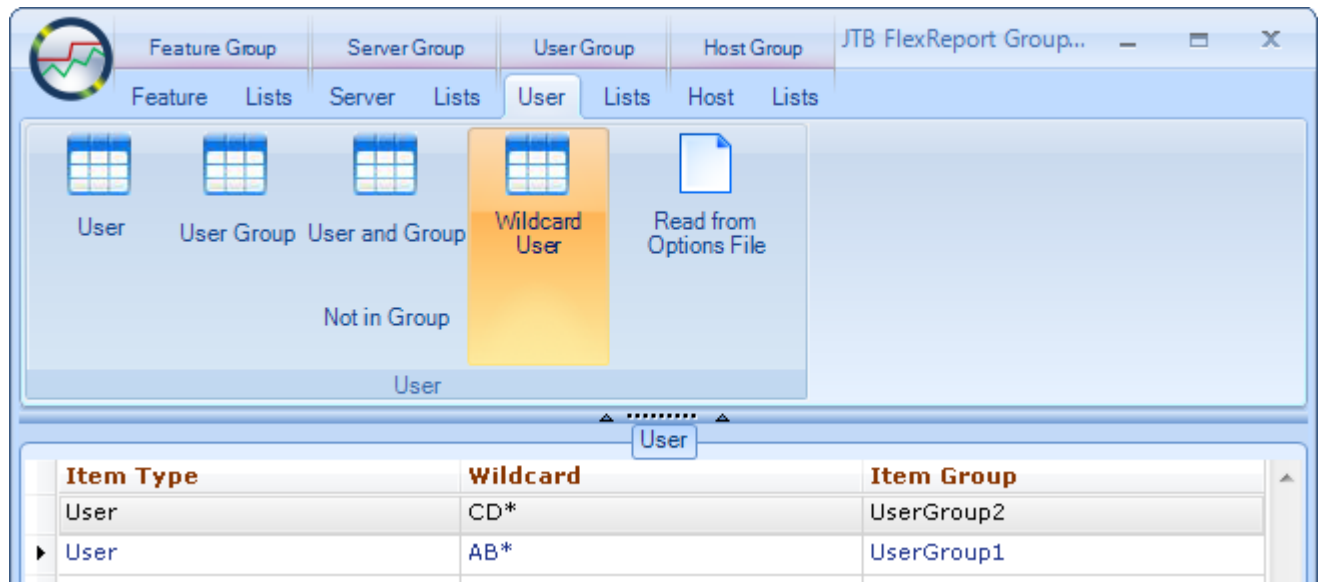 Feature Group Server Group User Group Host Group JTB FlexReport Group...
Feature Lists Server Lists User Lists Host Lists
User
User Group
User and Group
Not in Group
Wildcard
User
Read from
Options File
User
User
Item Type Wildcard Item Group
User CD* UserGroup2
User AB* UserGroup1